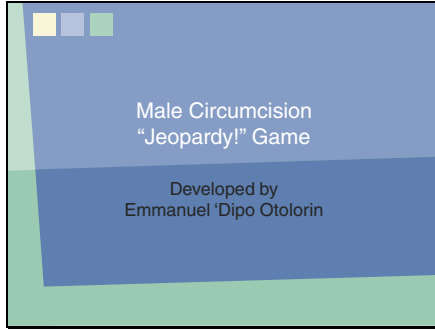 Male Circumcision
“Jeopardy!” Game
Developed by
Emmanuel ‘Dipo Otolorin